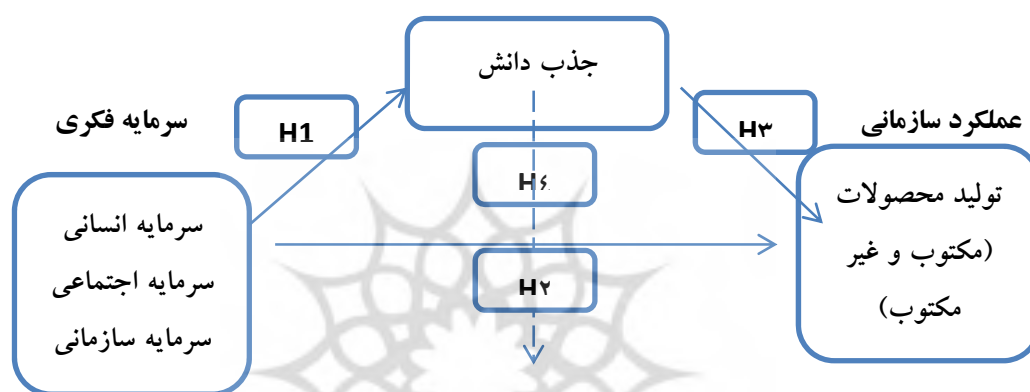 جذب دانش
عملکرد سازمانی
H۳
H1
سرمایه فکری
تولید محصولات
(مکتوب و غیر
مکتوب)
H۲
سرمایه انسانی
سرمایه اجتماعی
سرمایه سازمانی